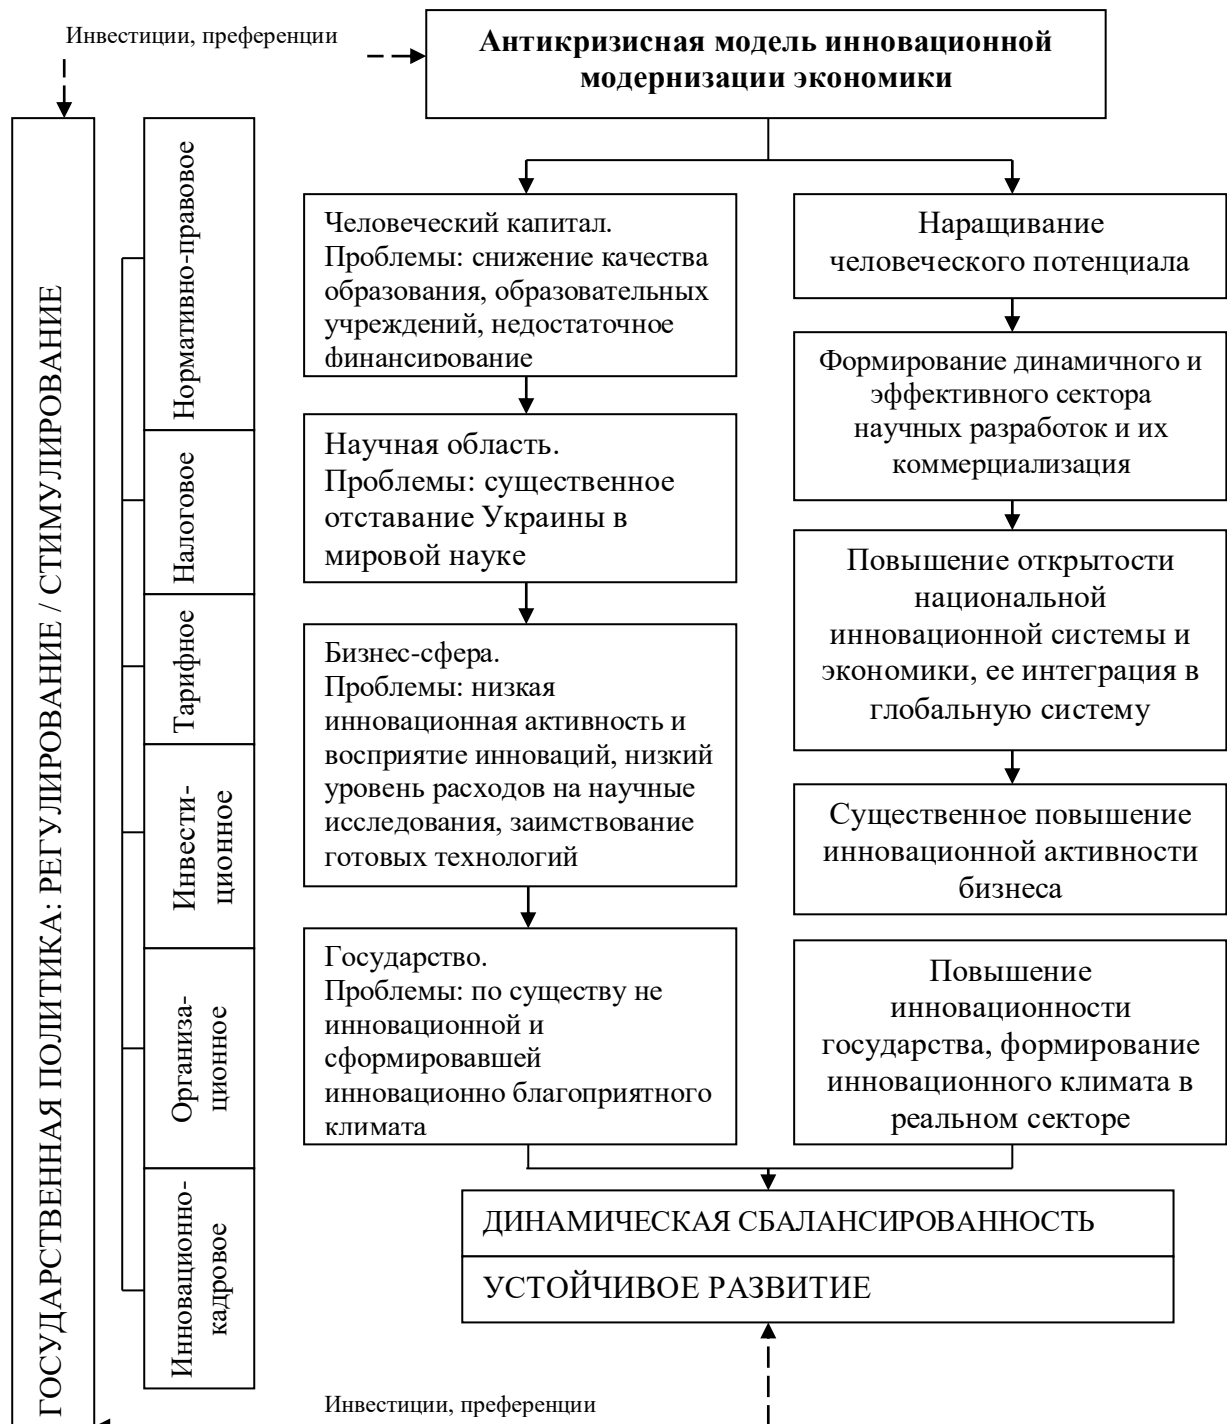 Инвестиции, преференции
Антикризисная модель инновационной
модернизации экономики
ГОСУДАРСТВЕННАЯ ПОЛИТИКА: РЕГУЛИРОВАНИЕ / СТИМУЛИРОВАНИЕ
Нормативно-правовое
Налоговое
Тарифное
Инвести-
ционное
Организа-
ционное
Инновационно-
кадровое
Человеческий капитал.
Проблемы: снижение качества
образования, образовательных
учреждений, недостаточное
финансирование
Научная область.
Проблемы: существенное
отставание Украины в
мировой науке
Бизнес-сфера.
Проблемы: низкая
инновационная активность и
восприятие инноваций, низкий
уровень расходов на научные
исследования, заимствование
готовых технологий
Государство.
Проблемы: по существу не
инновационной и
сформировавшей
инновационно благоприятного
климата
Наращивание
человеческого потенциала
Формирование динамичного и
эффективного сектора
научных разработок и их
коммерциализация
Повышение открытости
национальной
инновационной системы и
экономики, ее интеграция в
глобальную систему
Существенное повышение
инновационной активности
бизнеса
Повышение
инновационности
государства, формирование
инновационного климата в
реальном секторе
ДИНАМИЧЕСКАЯ СБАЛАНСИРОВАННОСТЬ
УСТОЙЧИВОЕ РАЗВИТИЕ
Инвестиции, преференции